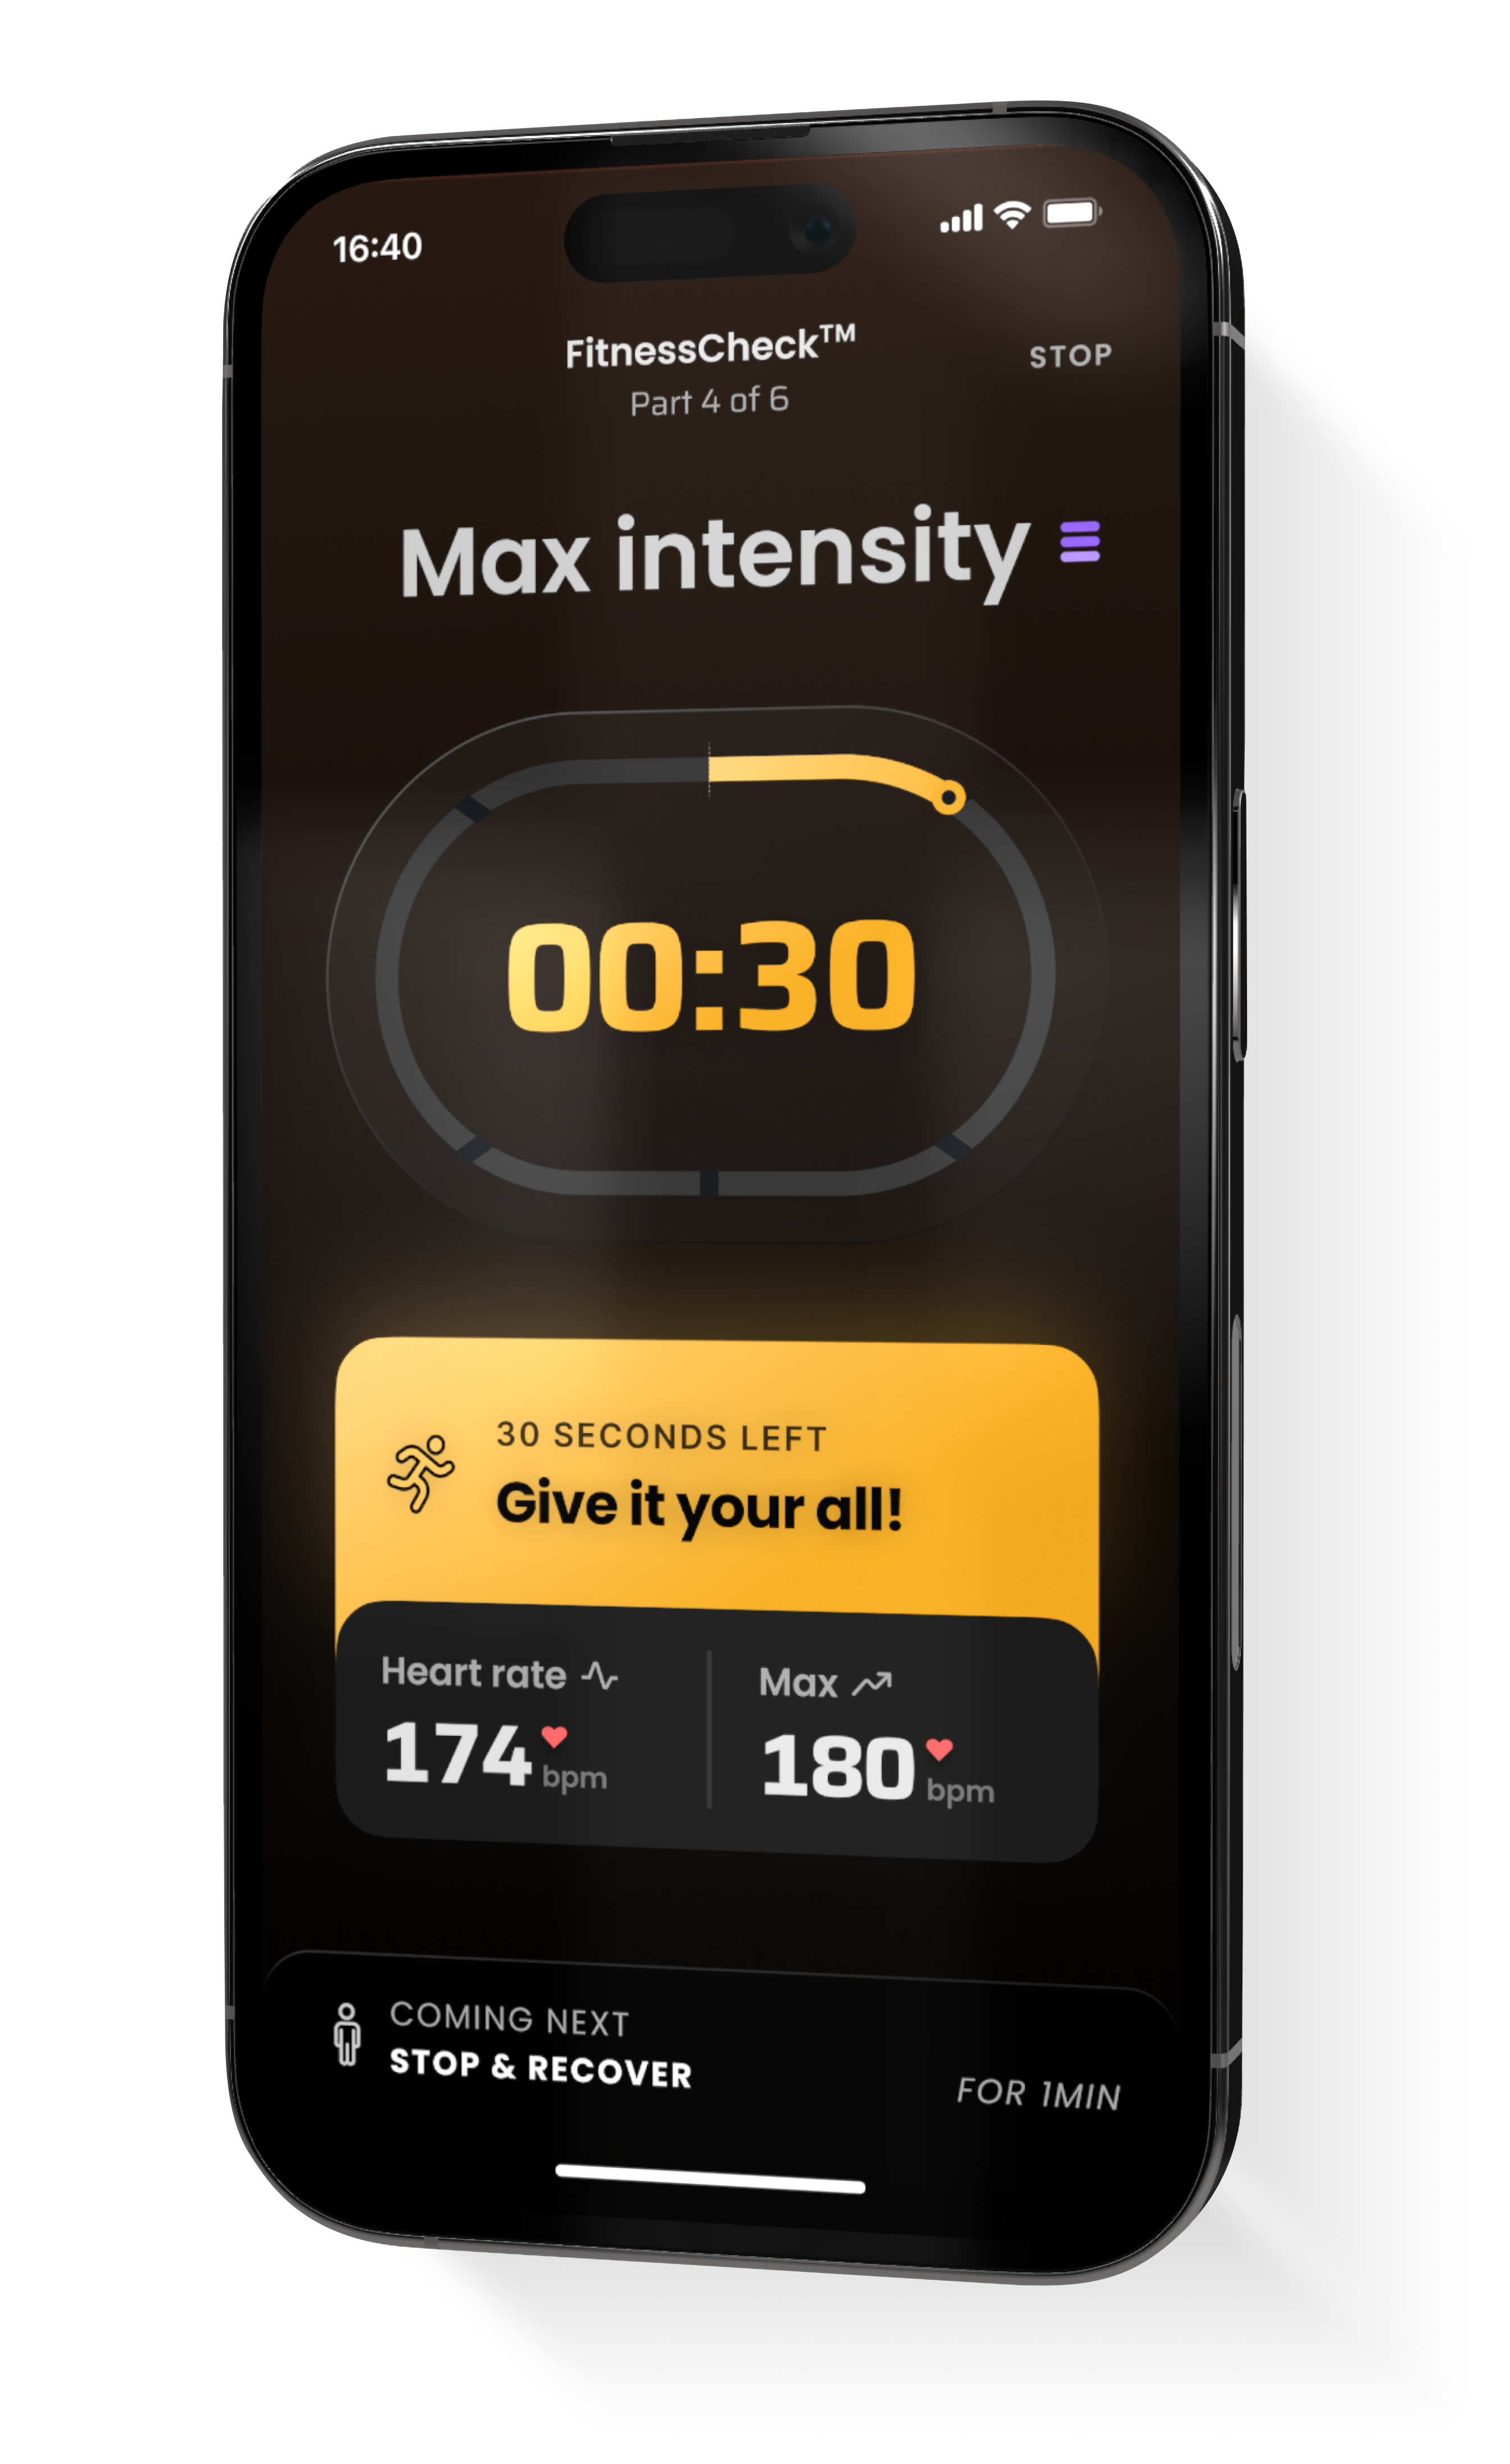 16:40
FitnessCheck™
STOP
Part 4 of 6
Max intensity
00:30
30 SECONDS LEFT
Give it your all!
Heart rate
Max
174 bpm
180 bpm
COMING NEXT
STOP & RECOVER
FOR 1MIN